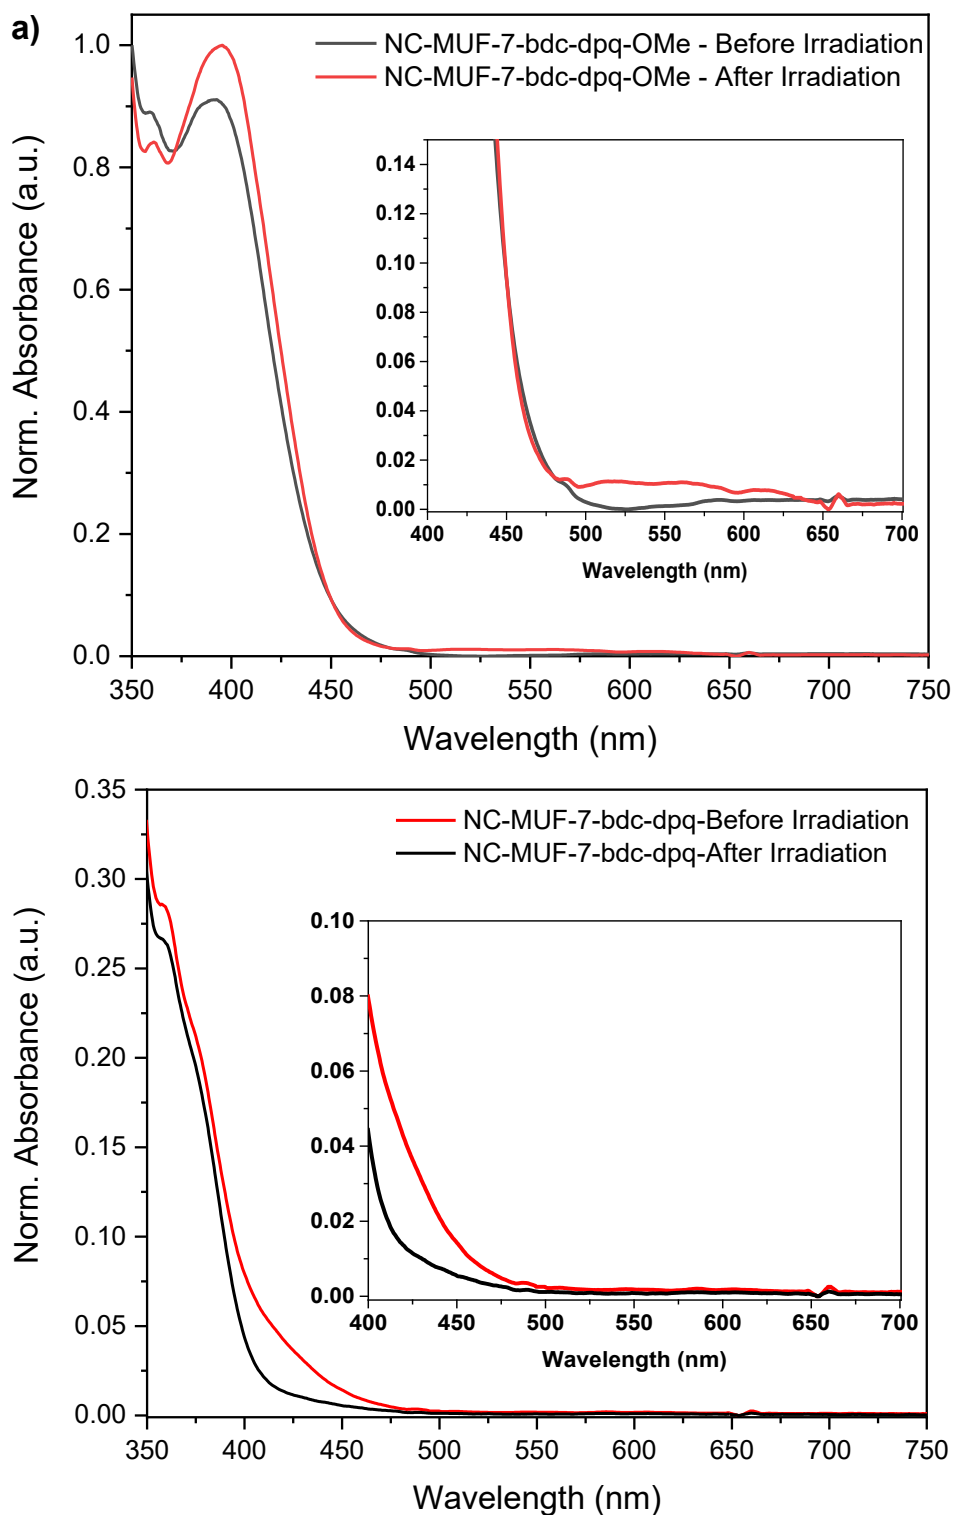 a)
NC-MUF-7-bdc-dpq-OMe - Before Irradiation
NC-MUF-7-bdc-dpq-OMe - After Irradiation
Norm. Absorbance (a.u.)
1.0
0.8
0.6
0.4
0.2
0.0
350 400 450 500 550 600 650 700 750
Wavelength (nm)
0.14
0.12
0.10
0.08
0.06
0.04
0.02
0.00
400 450 500 550 600 650 700
Wavelength (nm)
NC-MUF-7-bdc-dpq-Before Irradiation
NC-MUF-7-bdc-dpq-After Irradiation
Norm. Absorbance (a.u.)
0.35
0.30
0.25
0.20
0.15
0.10
0.05
0.00
350 400 450 500 550 600 650 700 750
Wavelength (nm)
0.10
0.08
0.06
0.04
0.02
0.00
400 450 500 550 600 650 700
Wavelength (nm)